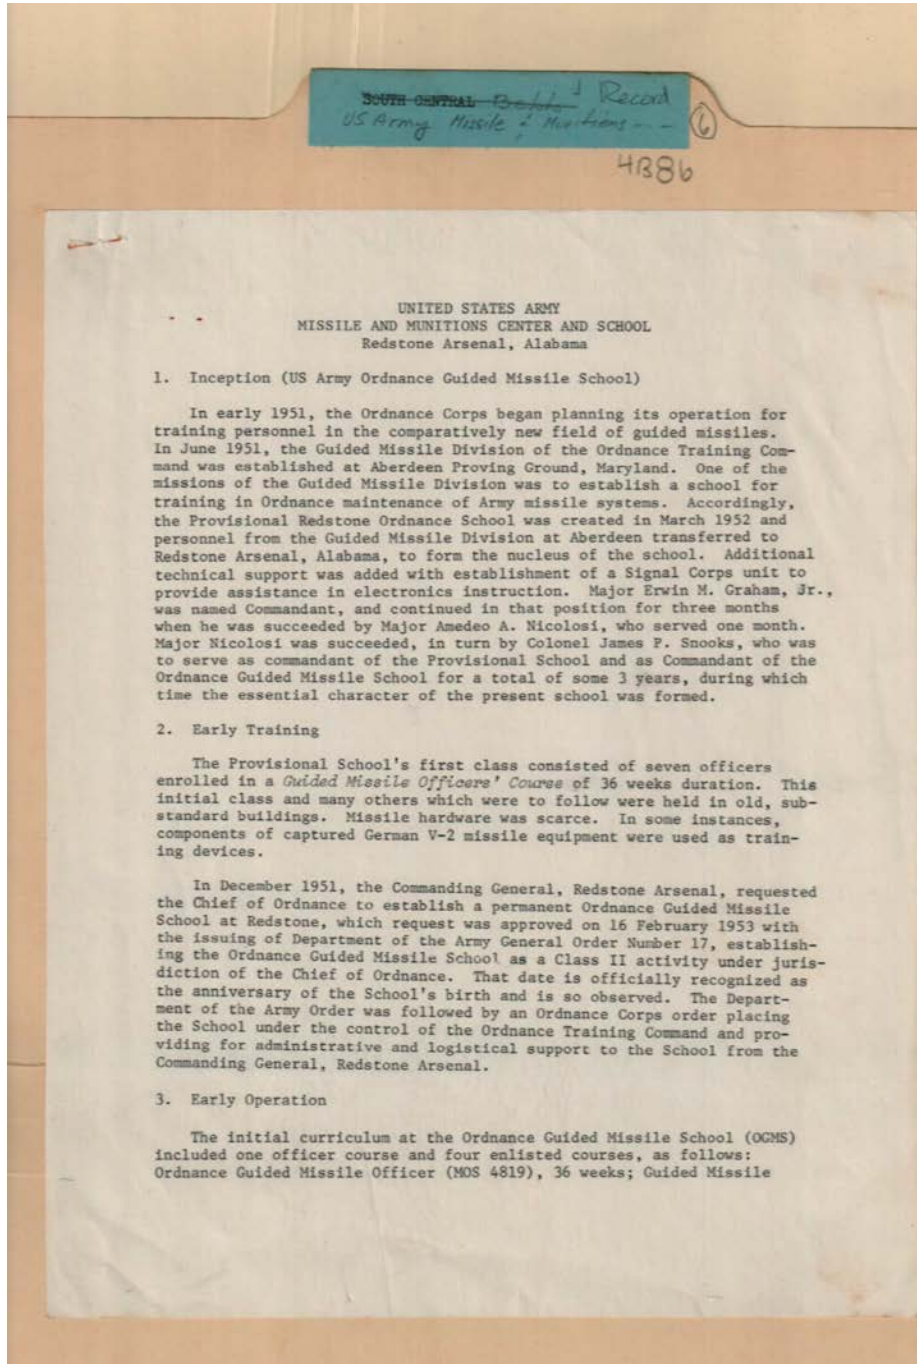 SOUTH CENTRAL Bell Record
US Army Missile & Munitions - - -
6
4B86
UNITED STATES ARMY
MISSILE AND MUNITIONS CENTER AND SCHOOL
Redstone Arsenal, Alabama
1. Inception (US Army Ordnance Guided Missile School)
In early 1951, the Ordnance Corps began planning its operation for
training personnel in the comparatively new field of guided missiles.
In June 1951, the Guided Missile Division of the Ordnance Training Com-
mand was established at Aberdeen Proving Ground, Maryland. One of the
missions of the Guided Missile Division was to establish a school for
training in Ordnance maintenance of Army missile systems. Accordingly,
the Provisional Redstone Ordnance School was created in March 1952 and
personnel from the Guided Missile Division at Aberdeen transferred to
Redstone Arsenal, Alabama, to form the nucleus of the school. Additional
technical support was added with establishment of a Signal Corps unit to
provide assistance in electronics instruction. Major Erwin M. Graham, Jr.,
was named Commandant, and continued in that position for three months
when he was succeeded by Major Amedeo A. Nicolosi, who served one month.
Major Nicolosi was succeeded, in turn by Colonel James P. Snooks, who was
to serve as commandant of the Provisional School and as Commandant of the
Ordnance Guided Missile School for a total of some 3 years, during which
time the essential character of the present school was formed.
2. Early Training
The Provisional School's first class consisted of seven officers
enrolled in a Guided Missile Officers' Course of 36 weeks duration. This
initial class and many others which were to follow were held in old, sub-
standard buildings. Missile hardware was scarce. In some instances,
components of captured German V-2 missile equipment were used as train-
ing devices.
In December 1951, the Commanding General, Redstone Arsenal, requested
the Chief of Ordnance to establish a permanent Ordnance Guided Missile
School at Redstone, which request was approved on 16 February 1953 with
the issuing of Department of the Army General Order Number 17, establish-
ing the Ordnance Guided Missile School as a Class II activity under juris-
diction of the Chief of Ordnance. That date is officially recognized as
the anniversary of the School's birth and is so observed. The Depart-
ment of the Army Order was followed by an Ordnance Corps order placing
the School under the control of the Ordnance Training Command and pro-
viding for administrative and logistical support to the School from the
Commanding General, Redstone Arsenal.
3. Early Operation
The initial curriculum at the Ordnance Guided Missile School (OGMS)
included one officer course and four enlisted courses, as follows:
Ordnance Guided Missile Officer (MOS 4819), 36 weeks; Guided Missile